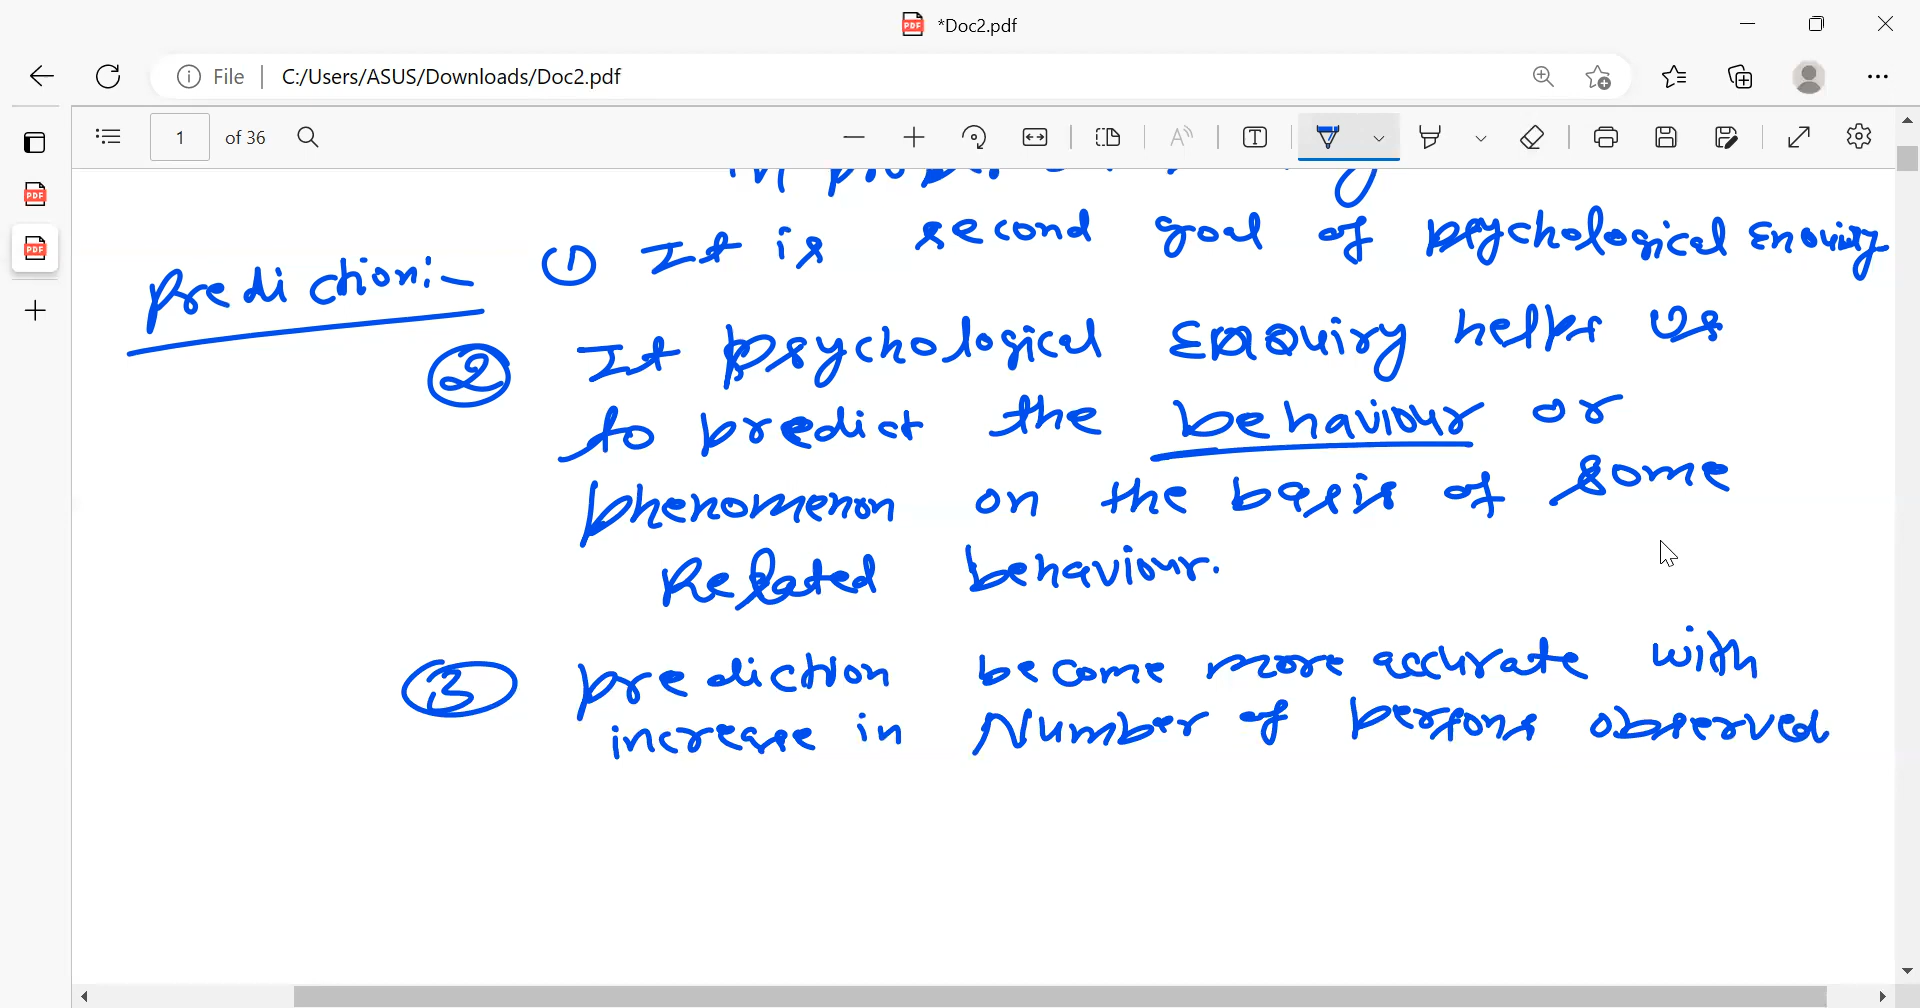 *Doc2.pdf
File | C:/Users/ASUS/Downloads/Doc2.pdf
1 of 36
Prediction:-
① It is second goal of psychological Enquiry
② It psychological Enquiry helps us
to predict the behaviour or
phenomenon on the basis of some
Related behaviour.
③ prediction become more accurate with
increase in Number of persons observed